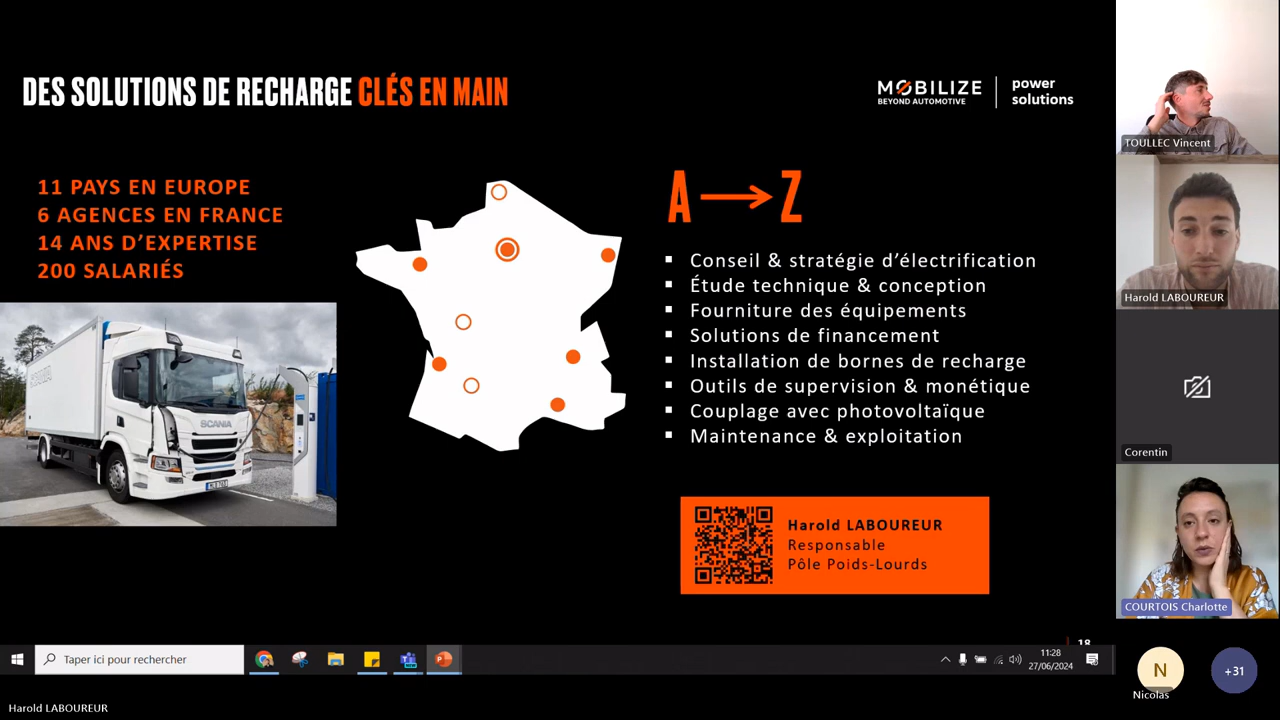 DES SOLUTIONS DE RECHARGE CLÉS EN MAIN
MOBILIZE
BEYOND AUTOMOTIVE
power
solutions
11 PAYS EN EUROPE
6 AGENCES EN FRANCE
14 ANS D’EXPERTISE
200 SALARIÉS
SCANIA
A
Z
Conseil & stratégie d’électrification
Étude technique & conception
Fourniture des équipements
Solutions de financement
Installation de bornes de recharge
Outils de supervision & monétique
Couplage avec photovoltaïque
Maintenance & exploitation
Harold LABOUREUR
Responsable
Pôle Poids-Lourds
18
Taper ici pour rechercher
11:28
27/06/2024
Harold LABOUREUR
TOULLEC Vincent
Harold LABOUREUR
Corentin
COURTOIS Charlotte
N
Nicolas
+31